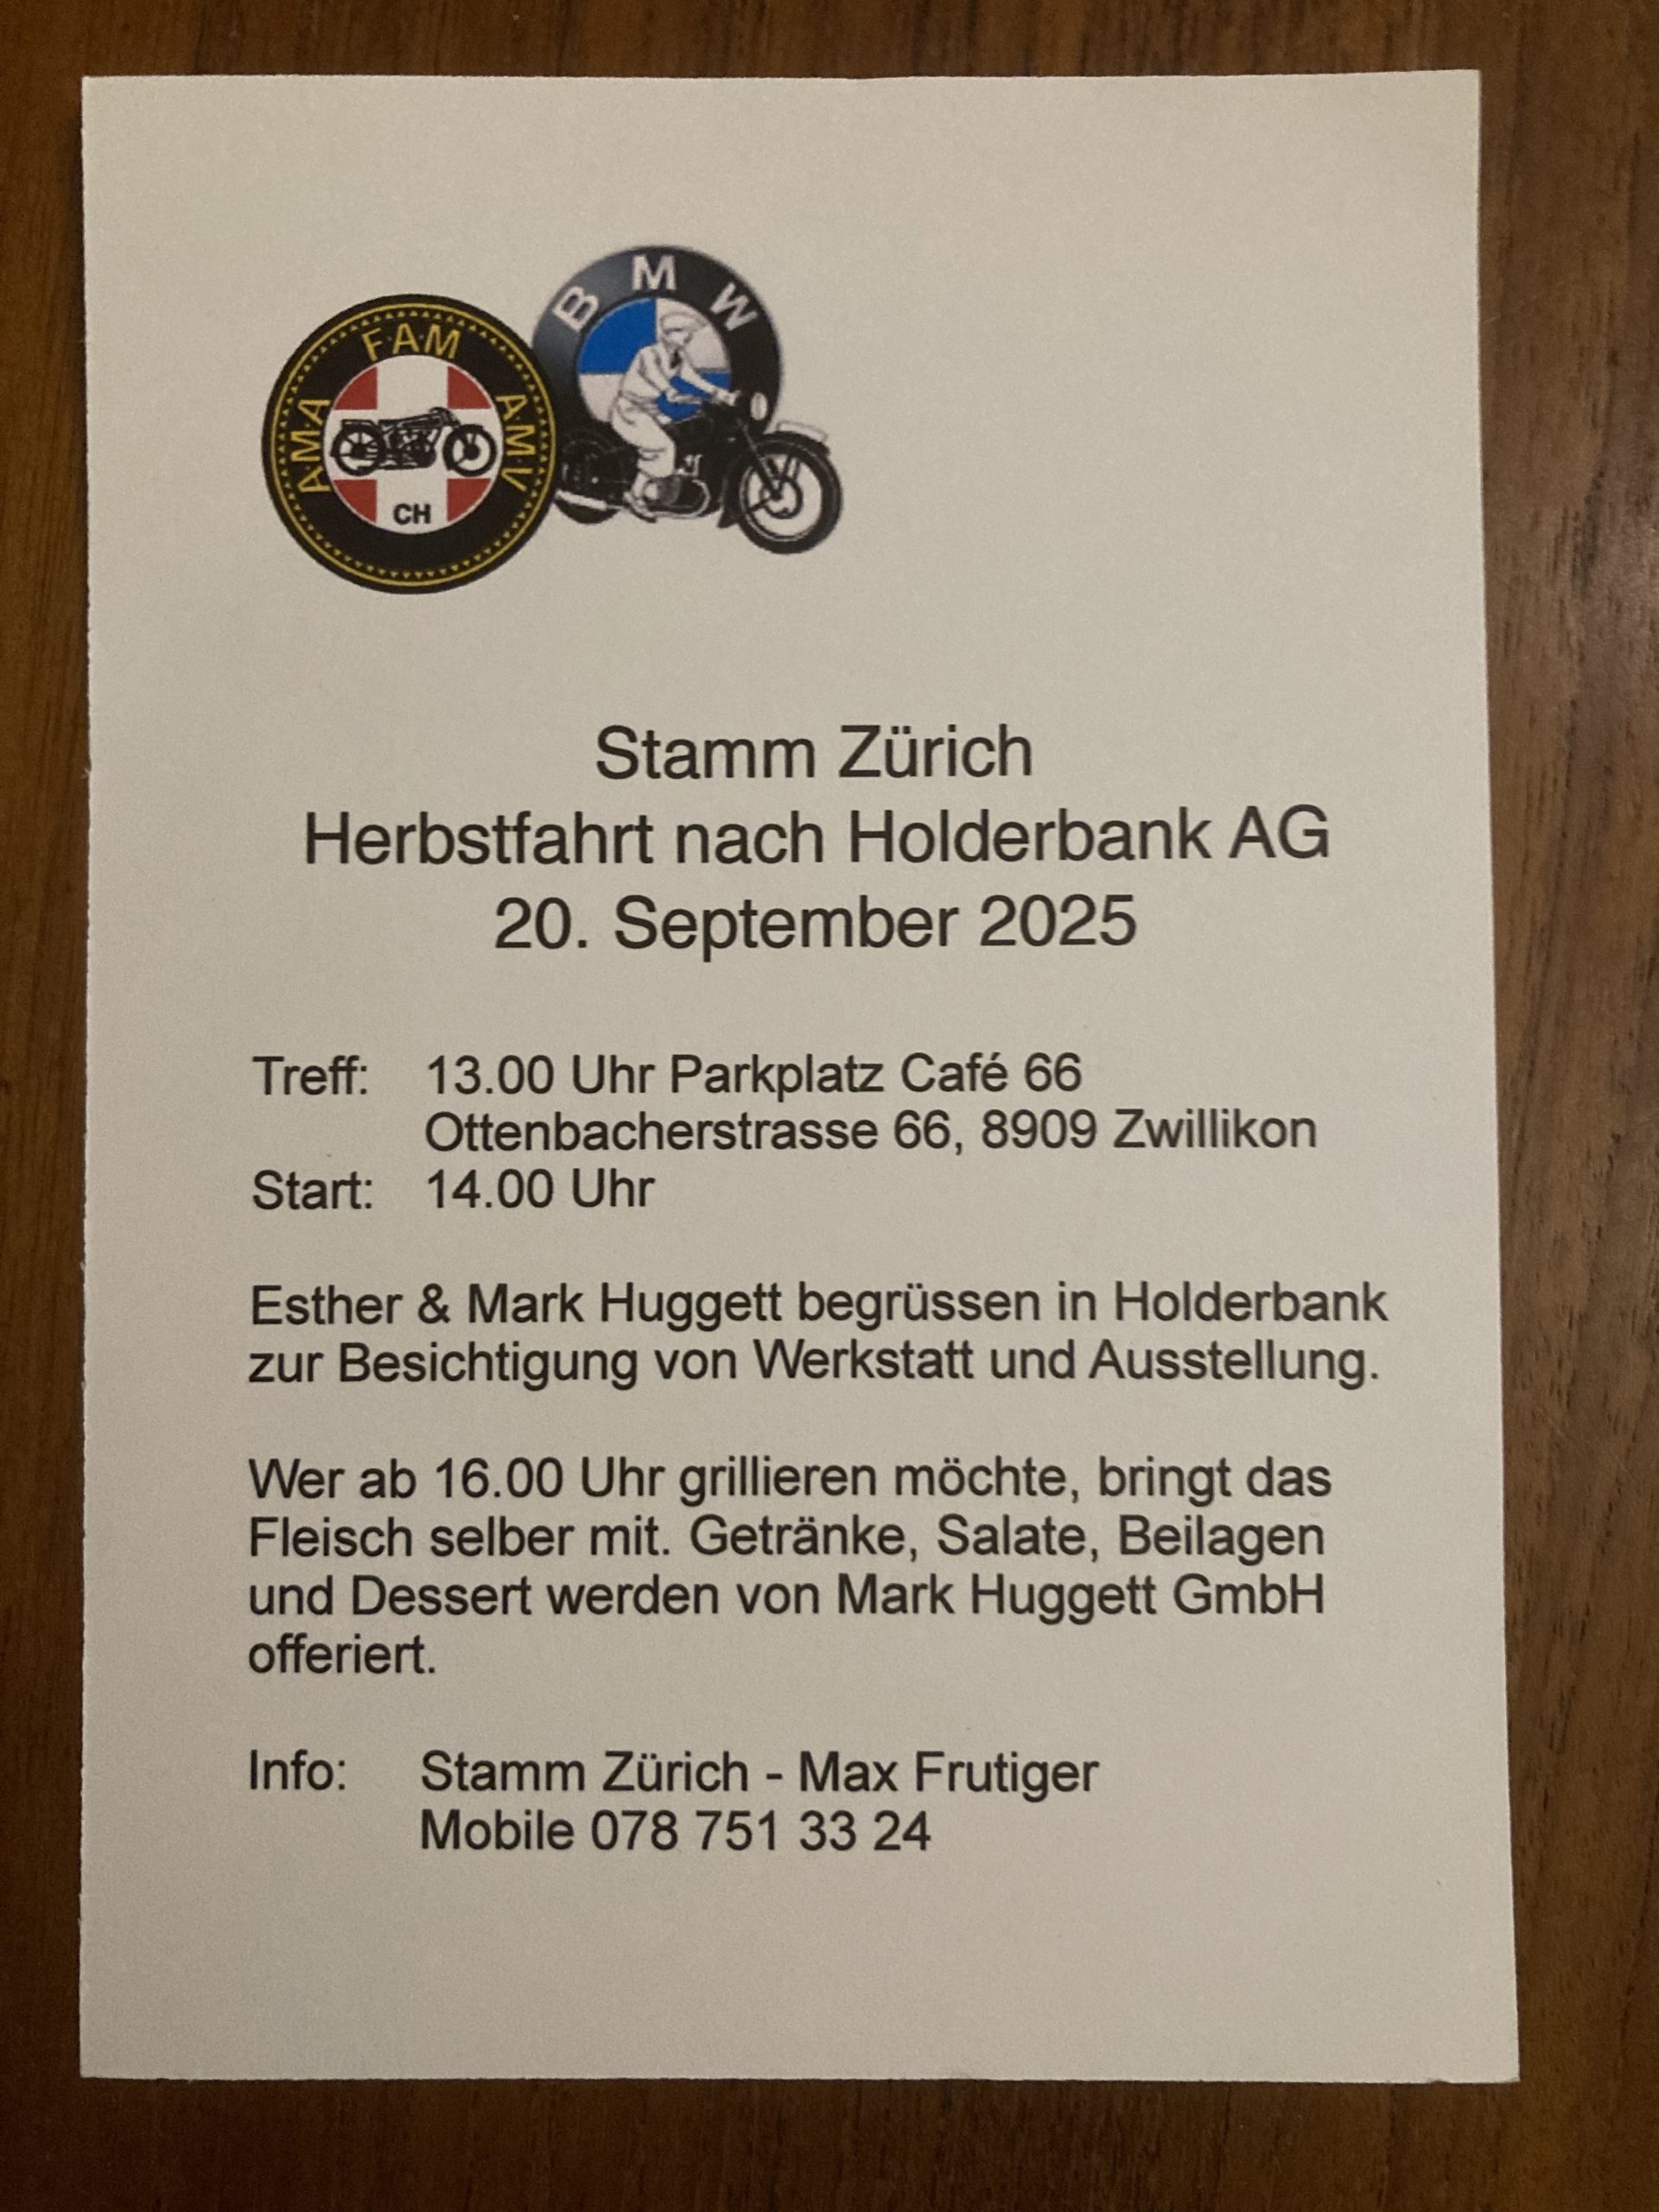 FAM
AMA
AMV
CH
BMW
Stamm Zürich
Herbstfahrt nach Holderbank AG
20. September 2025
Treff: 13.00 Uhr Parkplatz Café 66
Ottenbacherstrasse 66, 8909 Zwillikon
Start: 14.00 Uhr
Esther & Mark Huggett begrüssen in Holderbank
zur Besichtigung von Werkstatt und Ausstellung.
Wer ab 16.00 Uhr grillieren möchte, bringt das
Fleisch selber mit. Getränke, Salate, Beilagen
und Dessert werden von Mark Huggett GmbH
offeriert.
Info: Stamm Zürich - Max Frutiger
Mobile 078 751 33 24